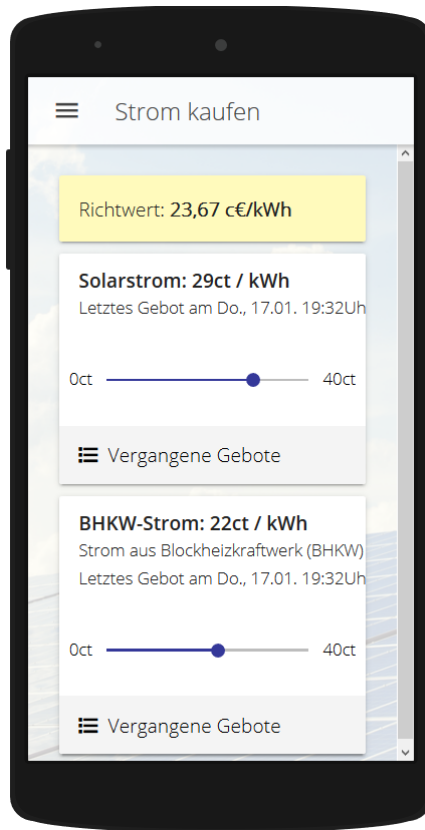 Strom kaufen
Richtwert: 23,67 c€/kWh
Solarstrom: 29ct / kWh
Letztes Gebot am Do., 17.01. 19:32Uh
0ct 40ct
Vergangene Gebote
BHKW-Strom: 22ct / kWh
Strom aus Blockheizkraftwerk (BHKW)
Letztes Gebot am Do., 17.01. 19:32Uh
0ct 40ct
Vergangene Gebote